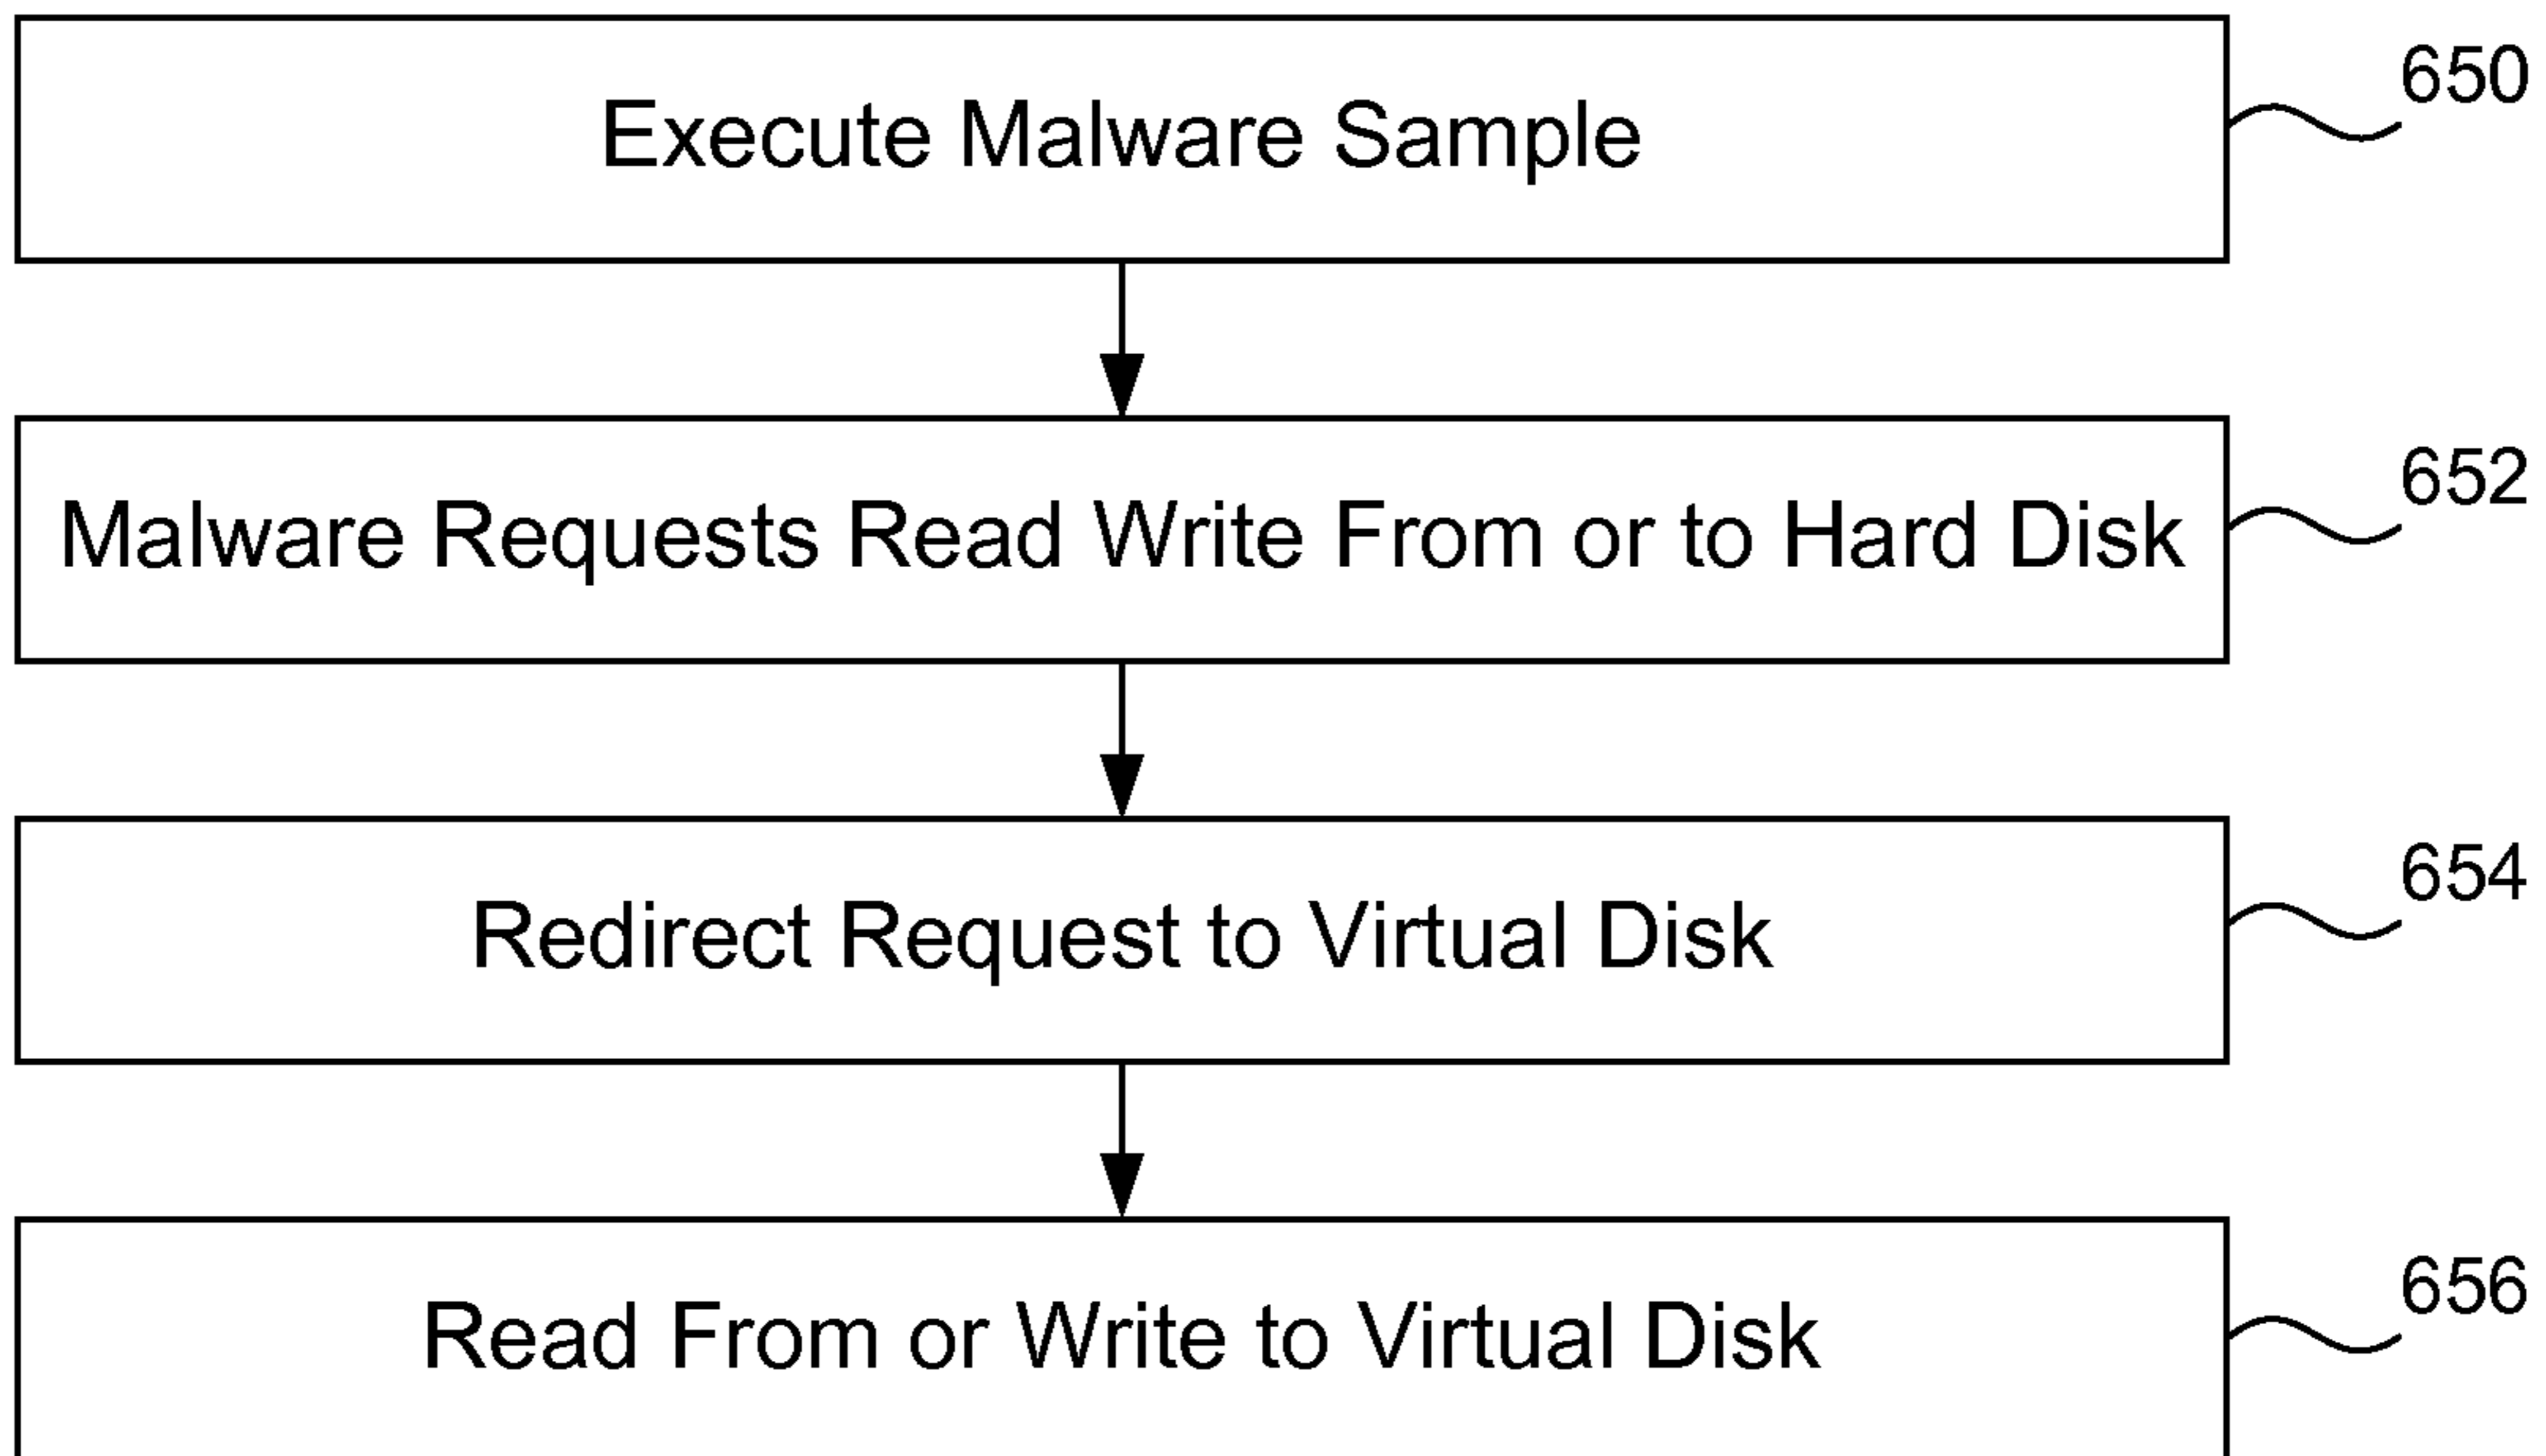 Execute Malware Sample
650
Malware Requests Read Write From or to Hard Disk
652
Redirect Request to Virtual Disk
654
Read From or Write to Virtual Disk
656